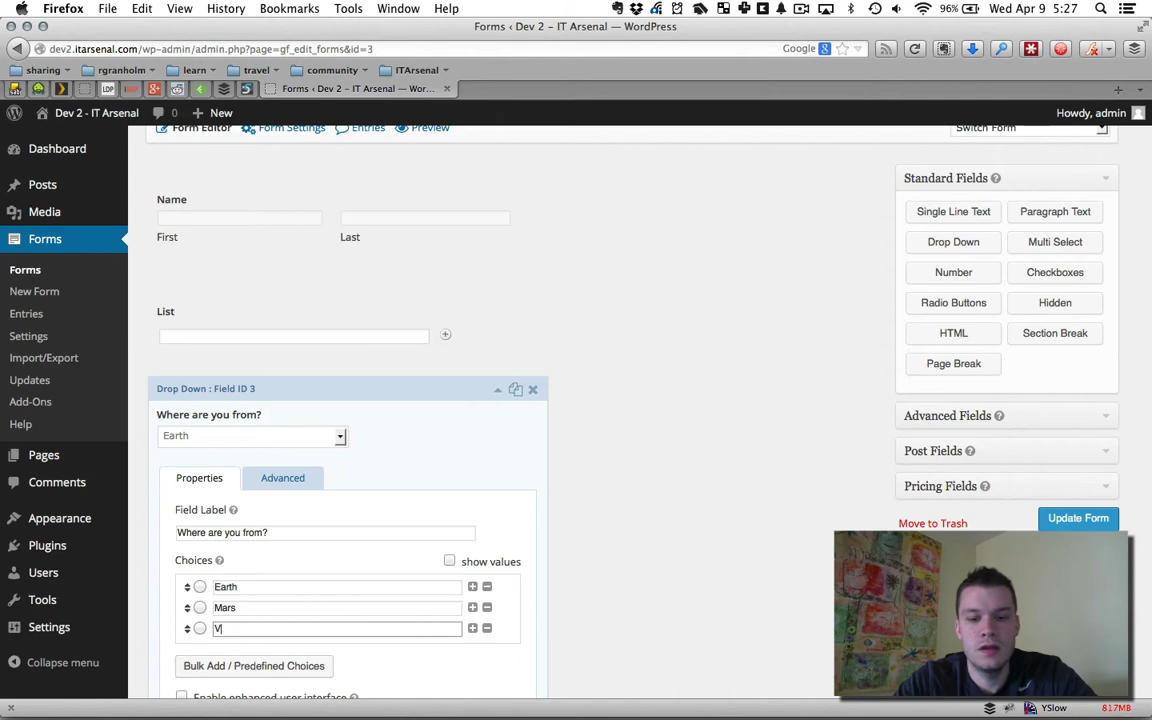 Firefox File Edit View History Bookmarks Tools Window Help 96% Wed Apr 9 5:27
Forms ‹ Dev 2 – IT Arsenal — WordPress
dev2.itarsenal.com/wp-admin/admin.php?page=gf_edit_forms&id=3 Google
sharing rgranholm learn travel community ITArsenal
LDP Forms ‹ Dev 2 – IT Arsenal — Wor...
Dev 2 - IT Arsenal 0 New Howdy, admin
Form Editor Form Settings Entries Preview Switch Form
Dashboard
Posts
Media
Forms
Forms
New Form
Entries
Settings
Import/Export
Updates
Add-Ons
Help
Pages
Comments
Appearance
Plugins
Users
Tools
Settings
Collapse menu
Name
First Last
List
Drop Down : Field ID 3
Where are you from?
Earth
Properties Advanced
Field Label
Where are you from?
Choices show values
Earth
Mars
V
Bulk Add / Predefined Choices
Enable enhanced user interface
Standard Fields
Single Line Text Paragraph Text
Drop Down Multi Select
Number Checkboxes
Radio Buttons Hidden
HTML Section Break
Page Break
Advanced Fields
Post Fields
Pricing Fields
Move to Trash Update Form
YSlow 817MB